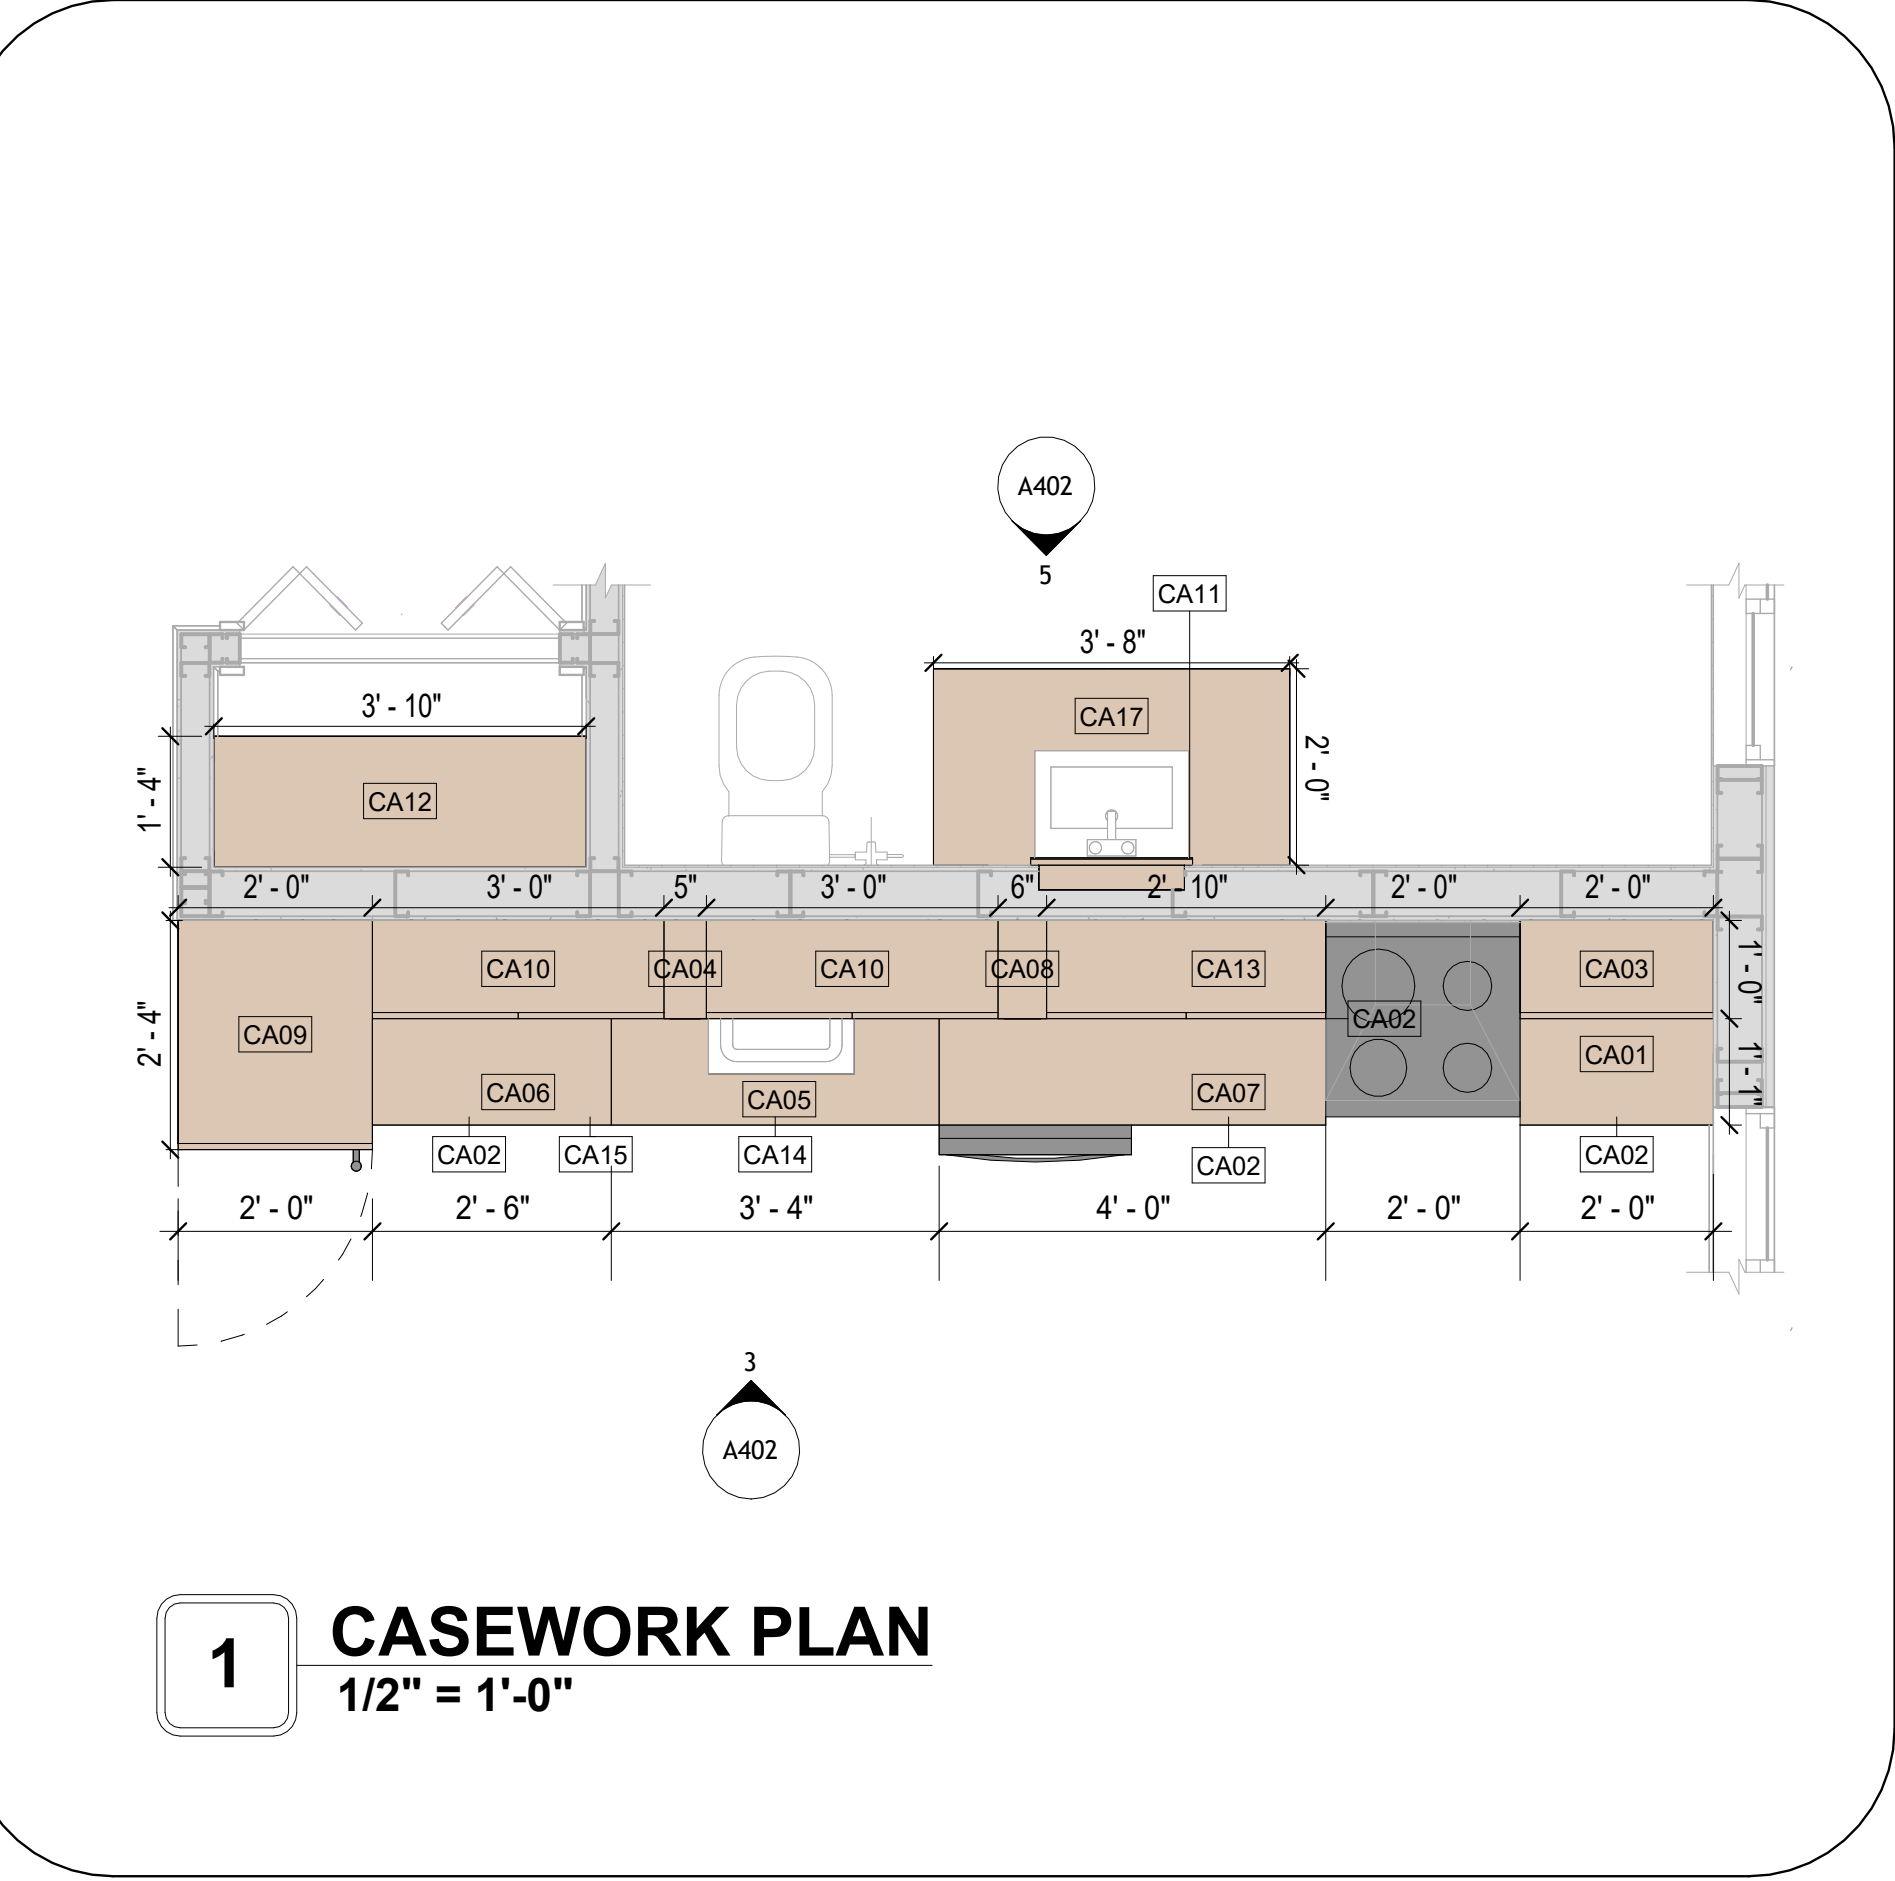 A402
5
CA11
3' - 8"
CA17
3' - 10"
2' - 0"
1' - 4"
CA12
2' - 0"
3' - 0"
5"
3' - 0"
6"
2' - 10"
2' - 0"
2' - 0"
CA10
CA04
CA10
CA08
CA13
CA03
1' - 0"
CA09
2' - 4"
CA02
CA01
1' - 1"
CA06
CA05
CA07
CA02
CA15
CA14
CA02
CA02
2' - 0"
2' - 6"
3' - 4"
4' - 0"
2' - 0"
2' - 0"
3
A402
1
CASEWORK PLAN
1/2" = 1'-0"